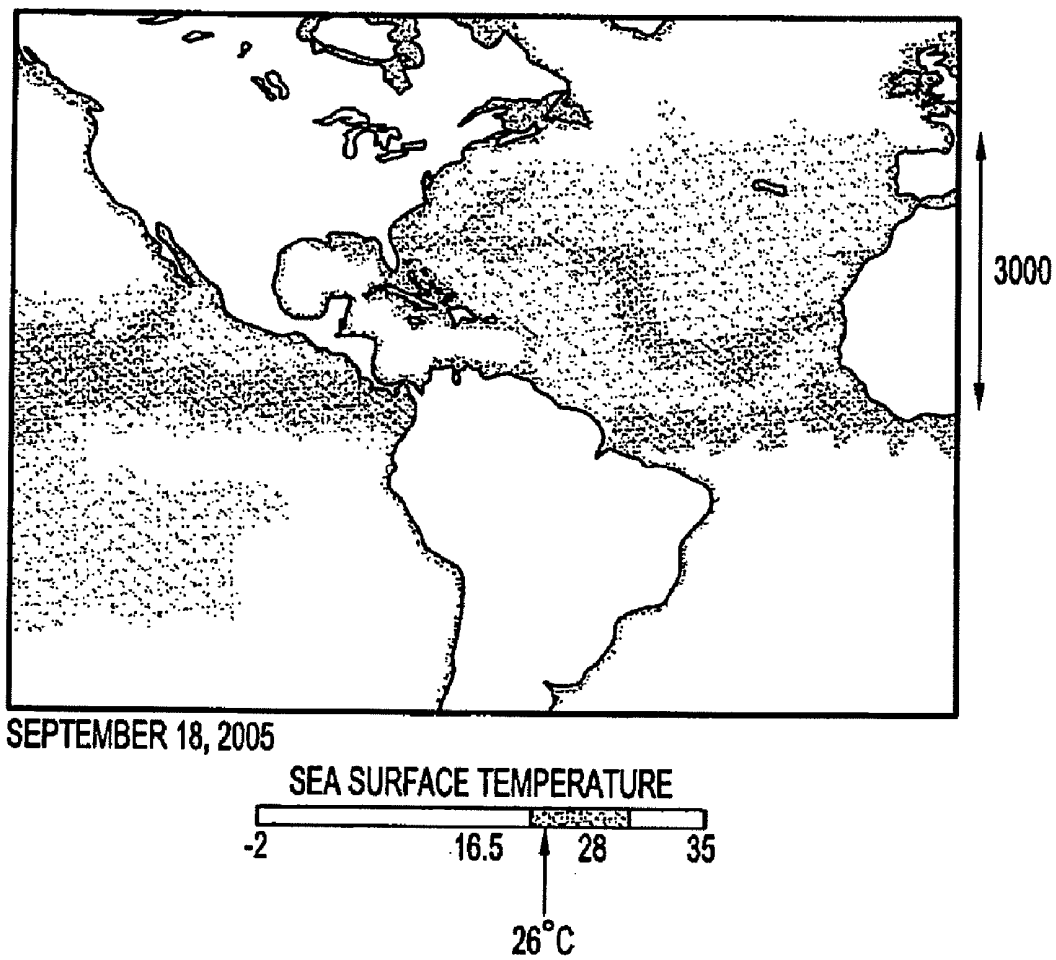 3000
SEPTEMBER 18, 2005
SEA SURFACE TEMPERATURE
-2 16.5 28 35
26°C